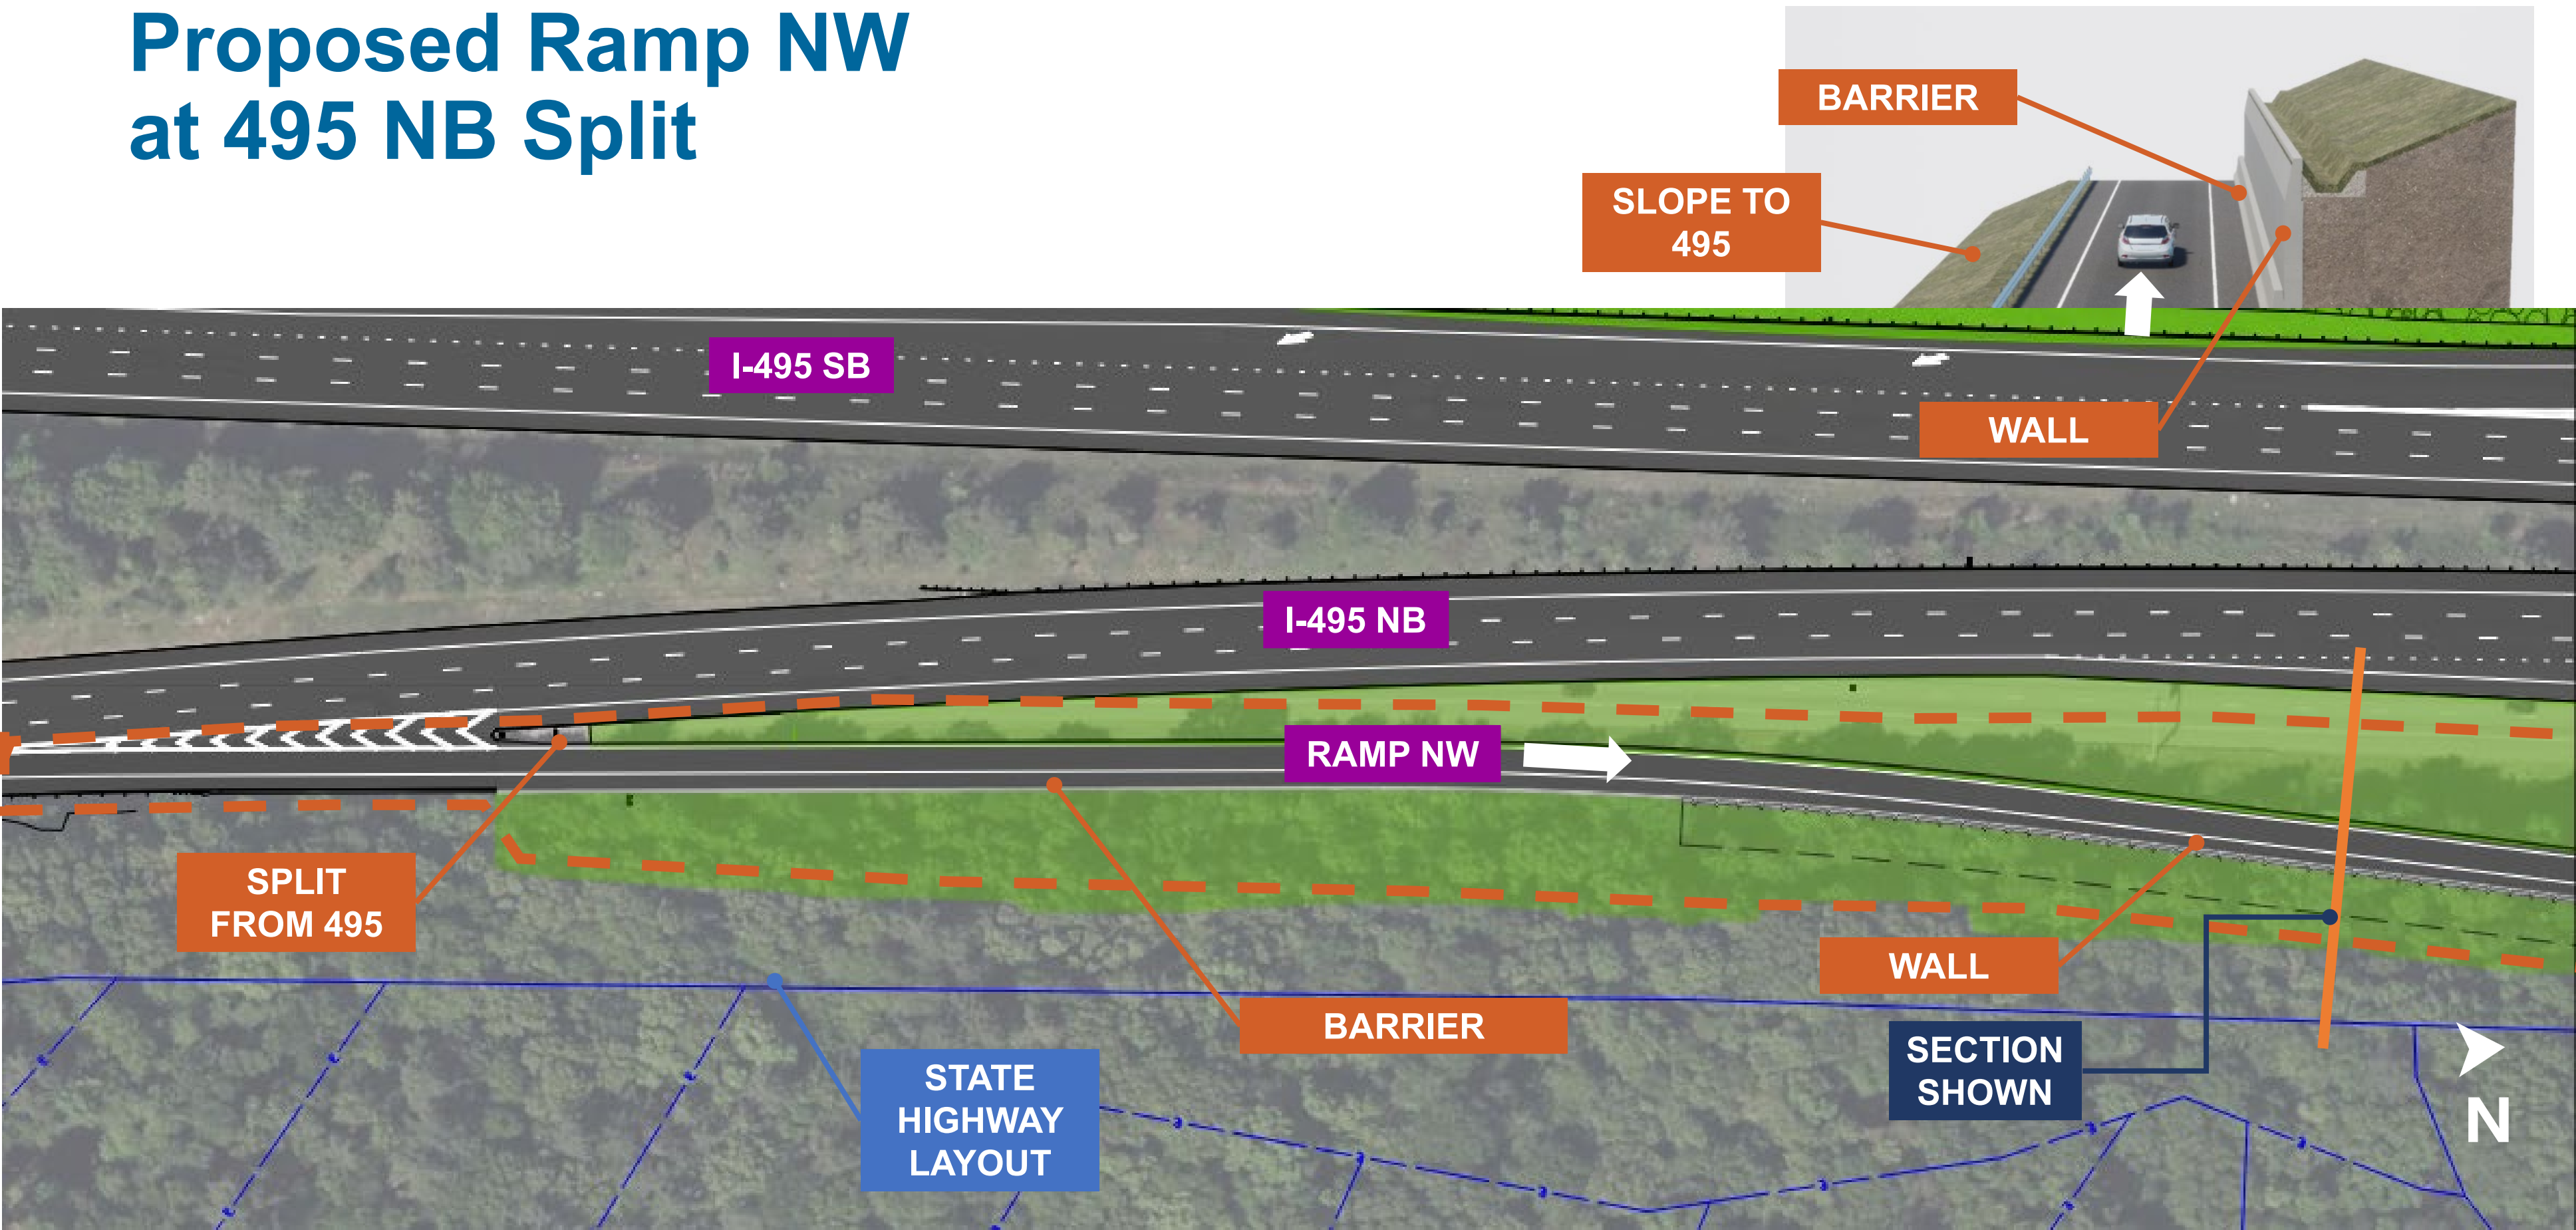 Proposed Ramp NW
at 495 NB Split
BARRIER
SLOPE TO
495
I-495 SB
WALL
I-495 NB
RAMP NW
SPLIT
FROM 495
WALL
BARRIER
SECTION
SHOWN
STATE
HIGHWAY
LAYOUT
N